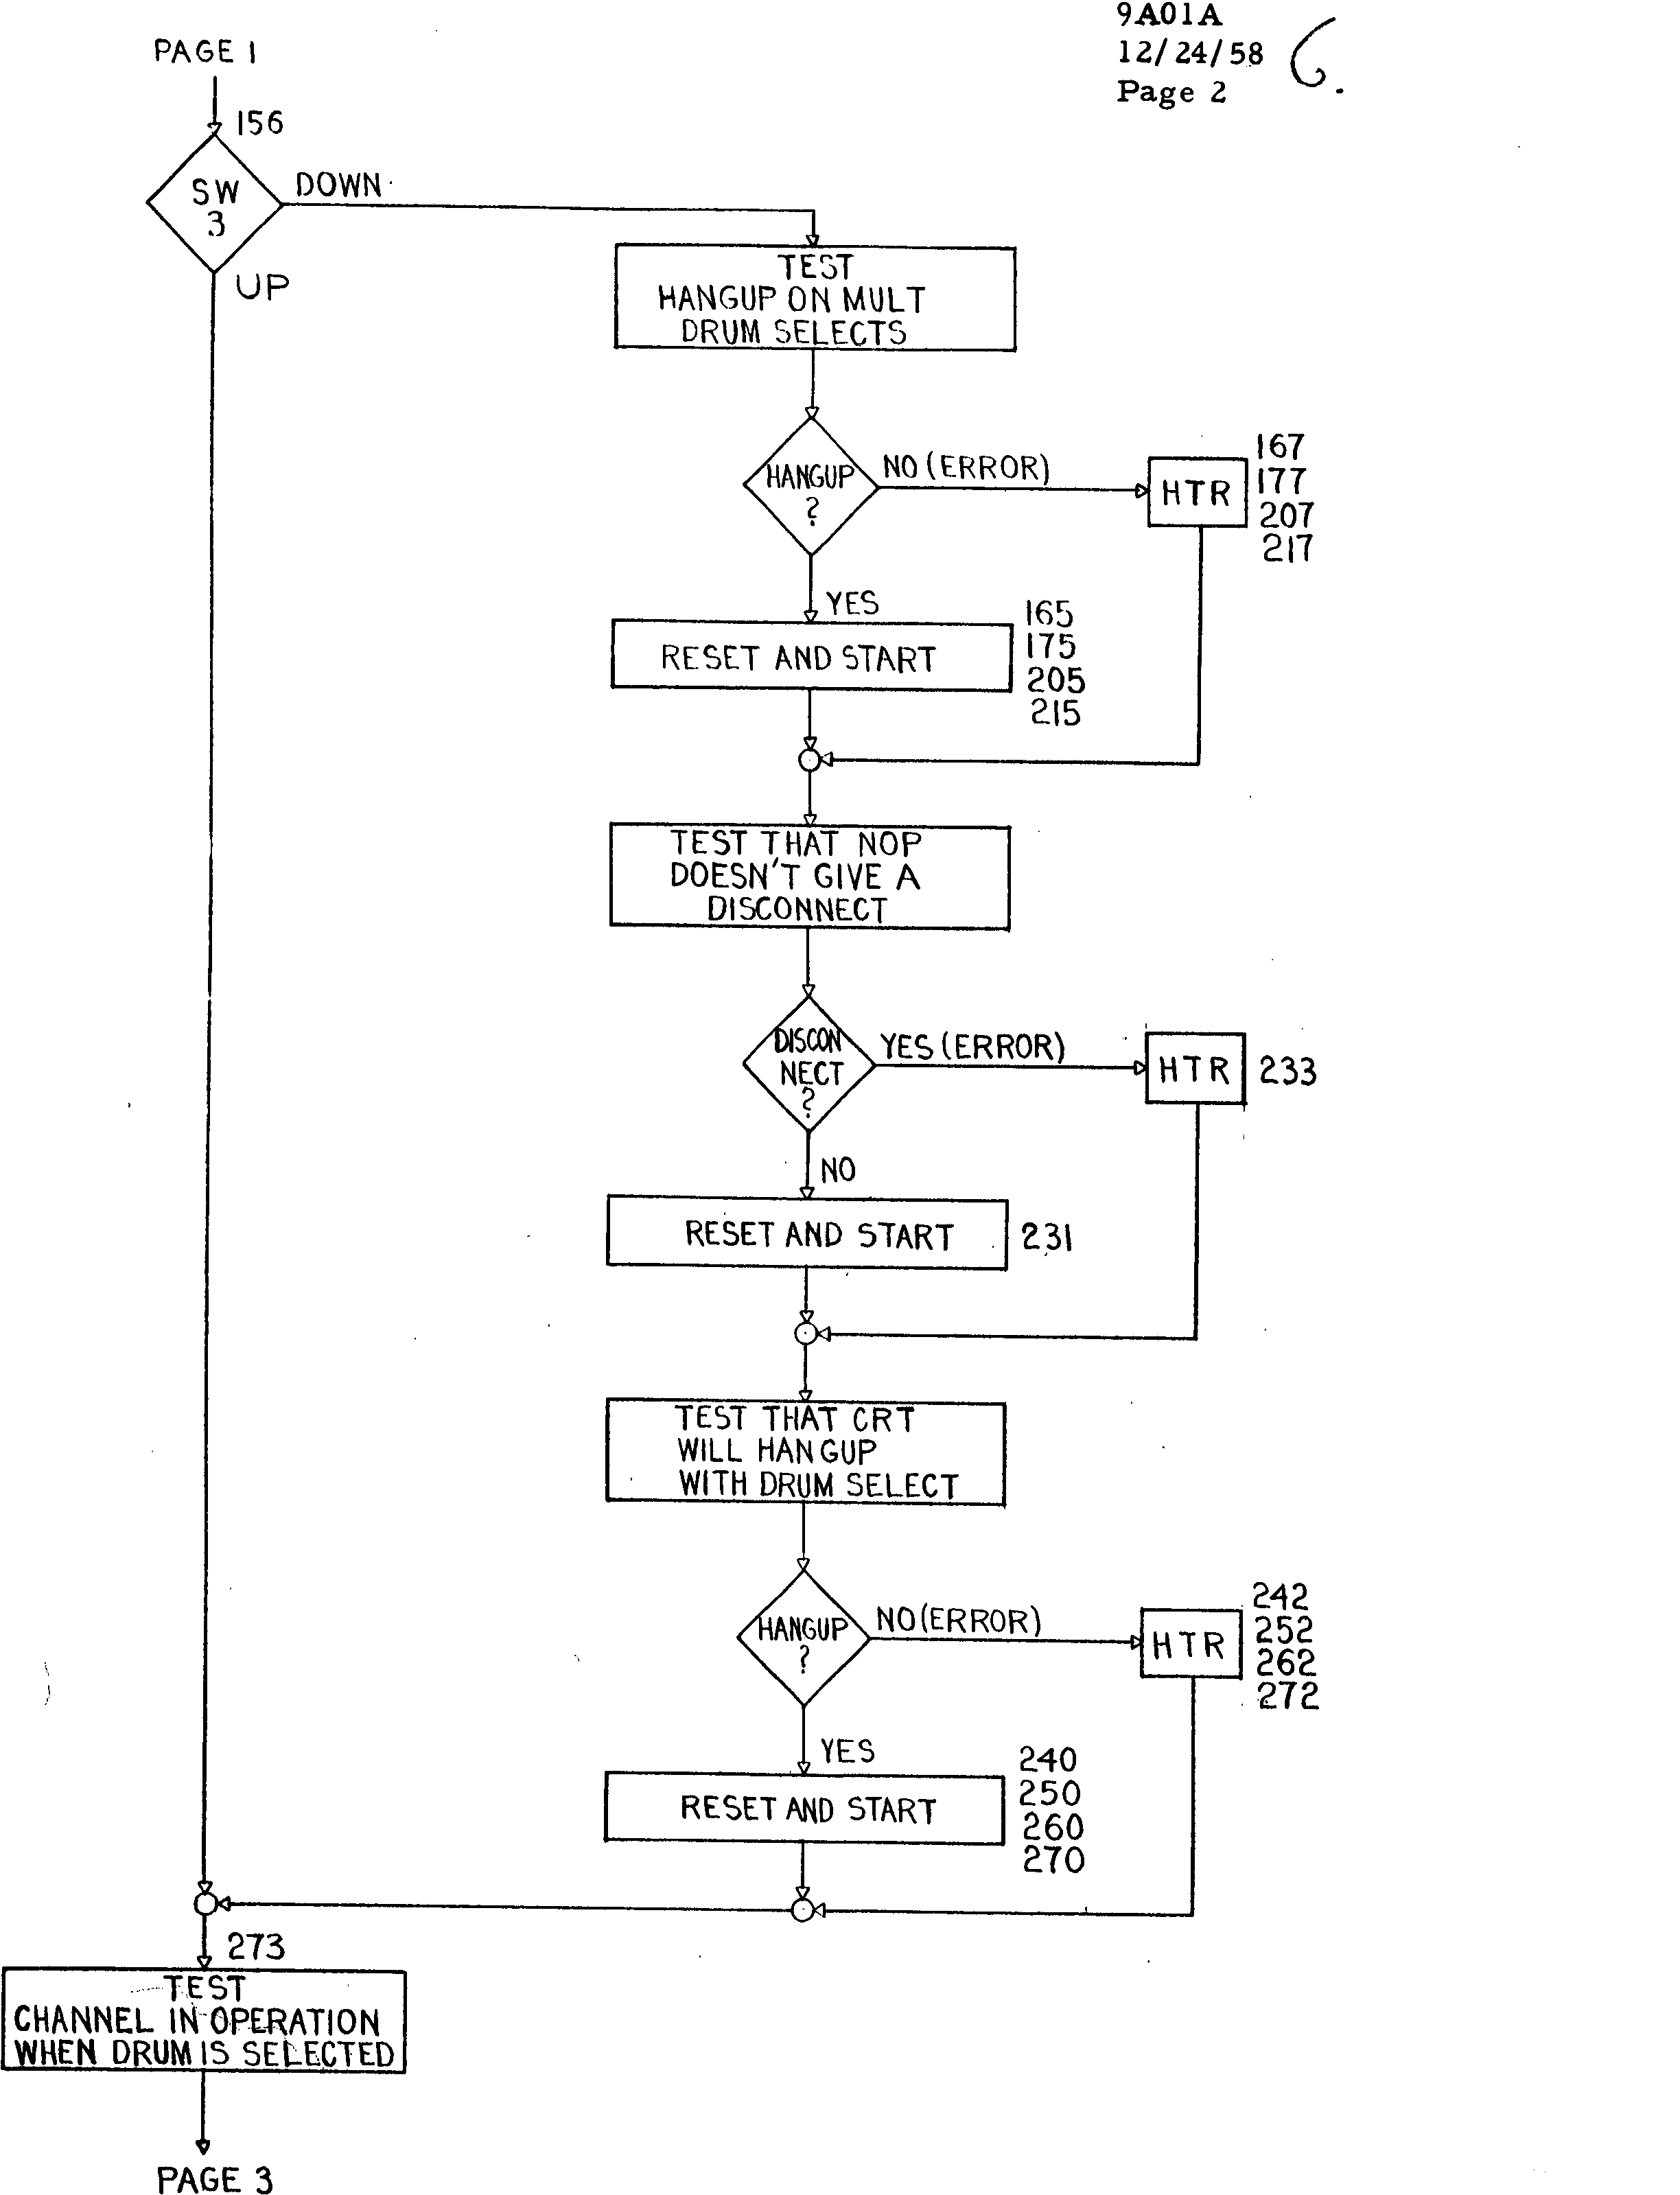 9A01A
12/24/58
Page 2
6.
PAGE 1
156
SW
3
DOWN
UP
TEST
HANGUP ON MULT
DRUM SELECTS
HANGUP
?
NO (ERROR)
HTR
167
177
207
217
YES
RESET AND START
165
175
205
215
TEST THAT NOP
DOESN'T GIVE A
DISCONNECT
DISCON
NECT
?
YES (ERROR)
HTR
233
NO
RESET AND START
231
TEST THAT CRT
WILL HANGUP
WITH DRUM SELECT
HANGUP
?
NO (ERROR)
HTR
242
252
262
272
YES
RESET AND START
240
250
260
270
273
TEST
CHANNEL IN OPERATION
WHEN DRUM IS SELECTED
PAGE 3